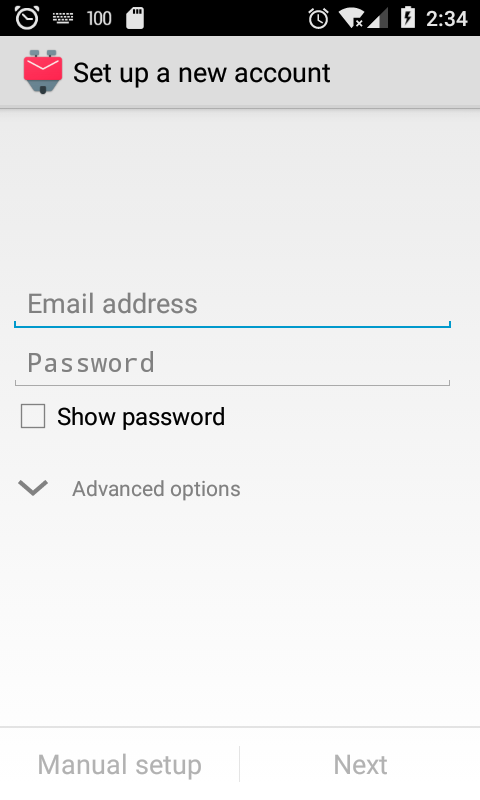 100 2:34
Set up a new account
Email address
Password
Show password
Advanced options
Manual setup Next